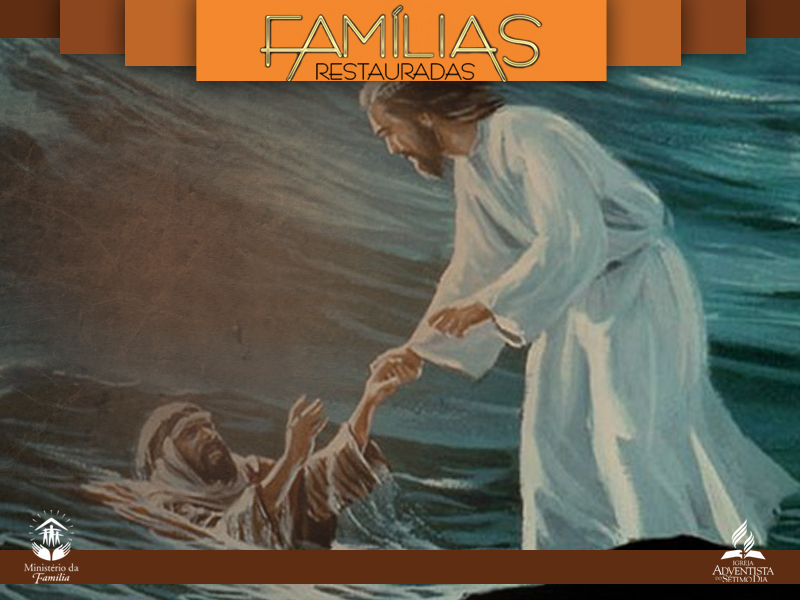 FAMÍLIAS
RESTAURADAS
Ministério da
Família
IGREJA
ADVENTISTA
DO SÉTIMO DIA